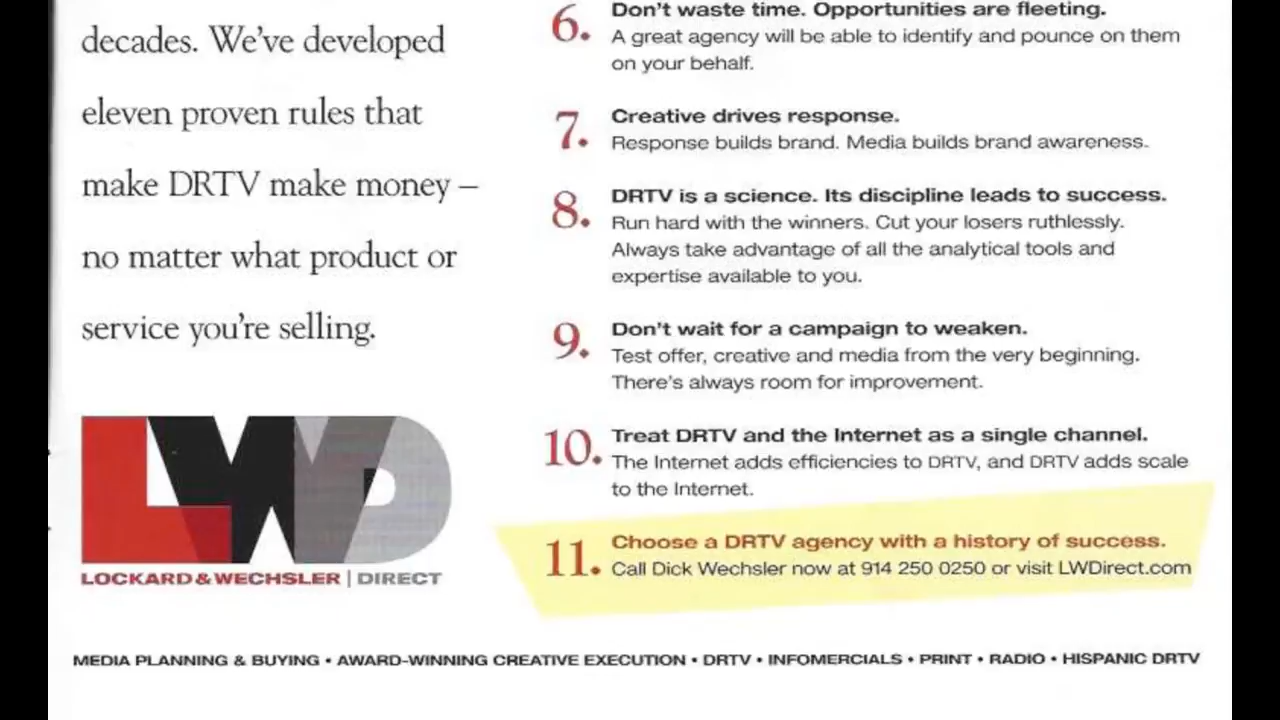 decades. We've developed
eleven proven rules that
make DRTV make money –
no matter what product or
service you're selling.
LWD
LOCKARD & WECHSLER | DIRECT
6. Don't waste time. Opportunities are fleeting.
A great agency will be able to identify and pounce on them
on your behalf.
7. Creative drives response.
Response builds brand. Media builds brand awareness.
8. DRTV is a science. Its discipline leads to success.
Run hard with the winners. Cut your losers ruthlessly.
Always take advantage of all the analytical tools and
expertise available to you.
9. Don't wait for a campaign to weaken.
Test offer, creative and media from the very beginning.
There's always room for improvement.
10. Treat DRTV and the Internet as a single channel.
The Internet adds efficiencies to DRTV, and DRTV adds scale
to the Internet.
11. Choose a DRTV agency with a history of success.
Call Dick Wechsler now at 914 250 0250 or visit LWDirect.com
MEDIA PLANNING & BUYING • AWARD-WINNING CREATIVE EXECUTION • DRTV • INFOMERCIALS • PRINT • RADIO • HISPANIC DRTV